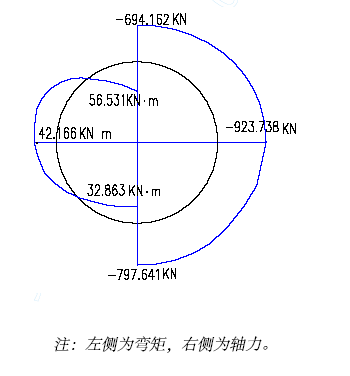 -694.162 KN
56.531KN·m
-923.738 KN
42.166 KN m
32.863 KN·m
-797.641 KN
注：左侧为弯矩，右侧为轴力。